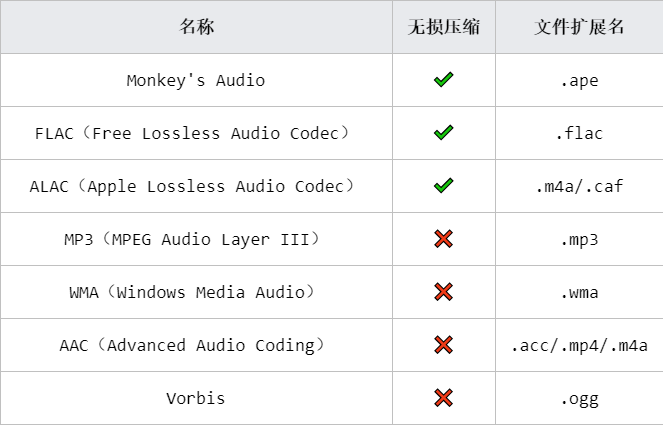 名称 无损压缩 文件扩展名
Monkey's Audio .ape
FLAC（Free Lossless Audio Codec） .flac
ALAC（Apple Lossless Audio Codec） .m4a/.caf
MP3（MPEG Audio Layer III） .mp3
WMA（Windows Media Audio） .wma
AAC（Advanced Audio Coding） .acc/.mp4/.m4a
Vorbis .ogg